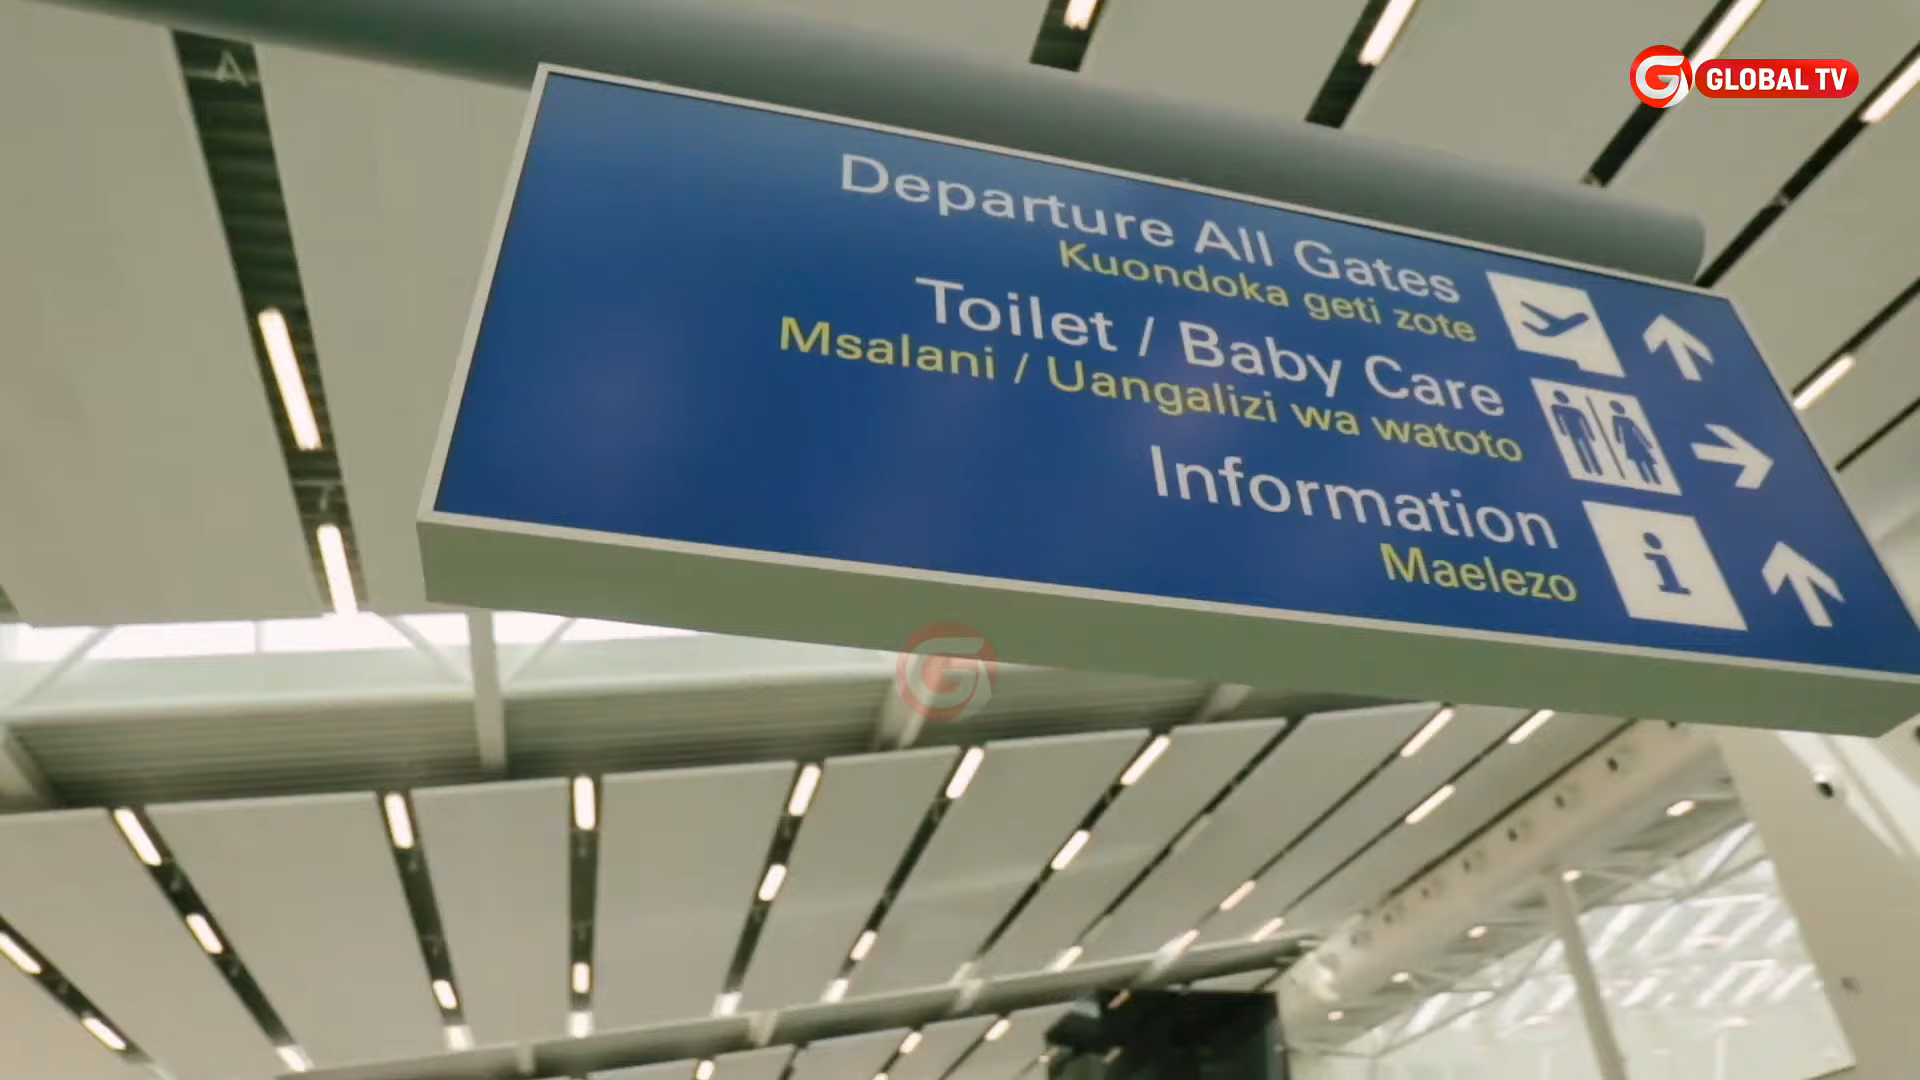 GLOBAL TV
Departure All Gates
Kuondoka geti zote
Toilet / Baby Care
Msalani / Uangalizi wa watoto
Information
Maelezo